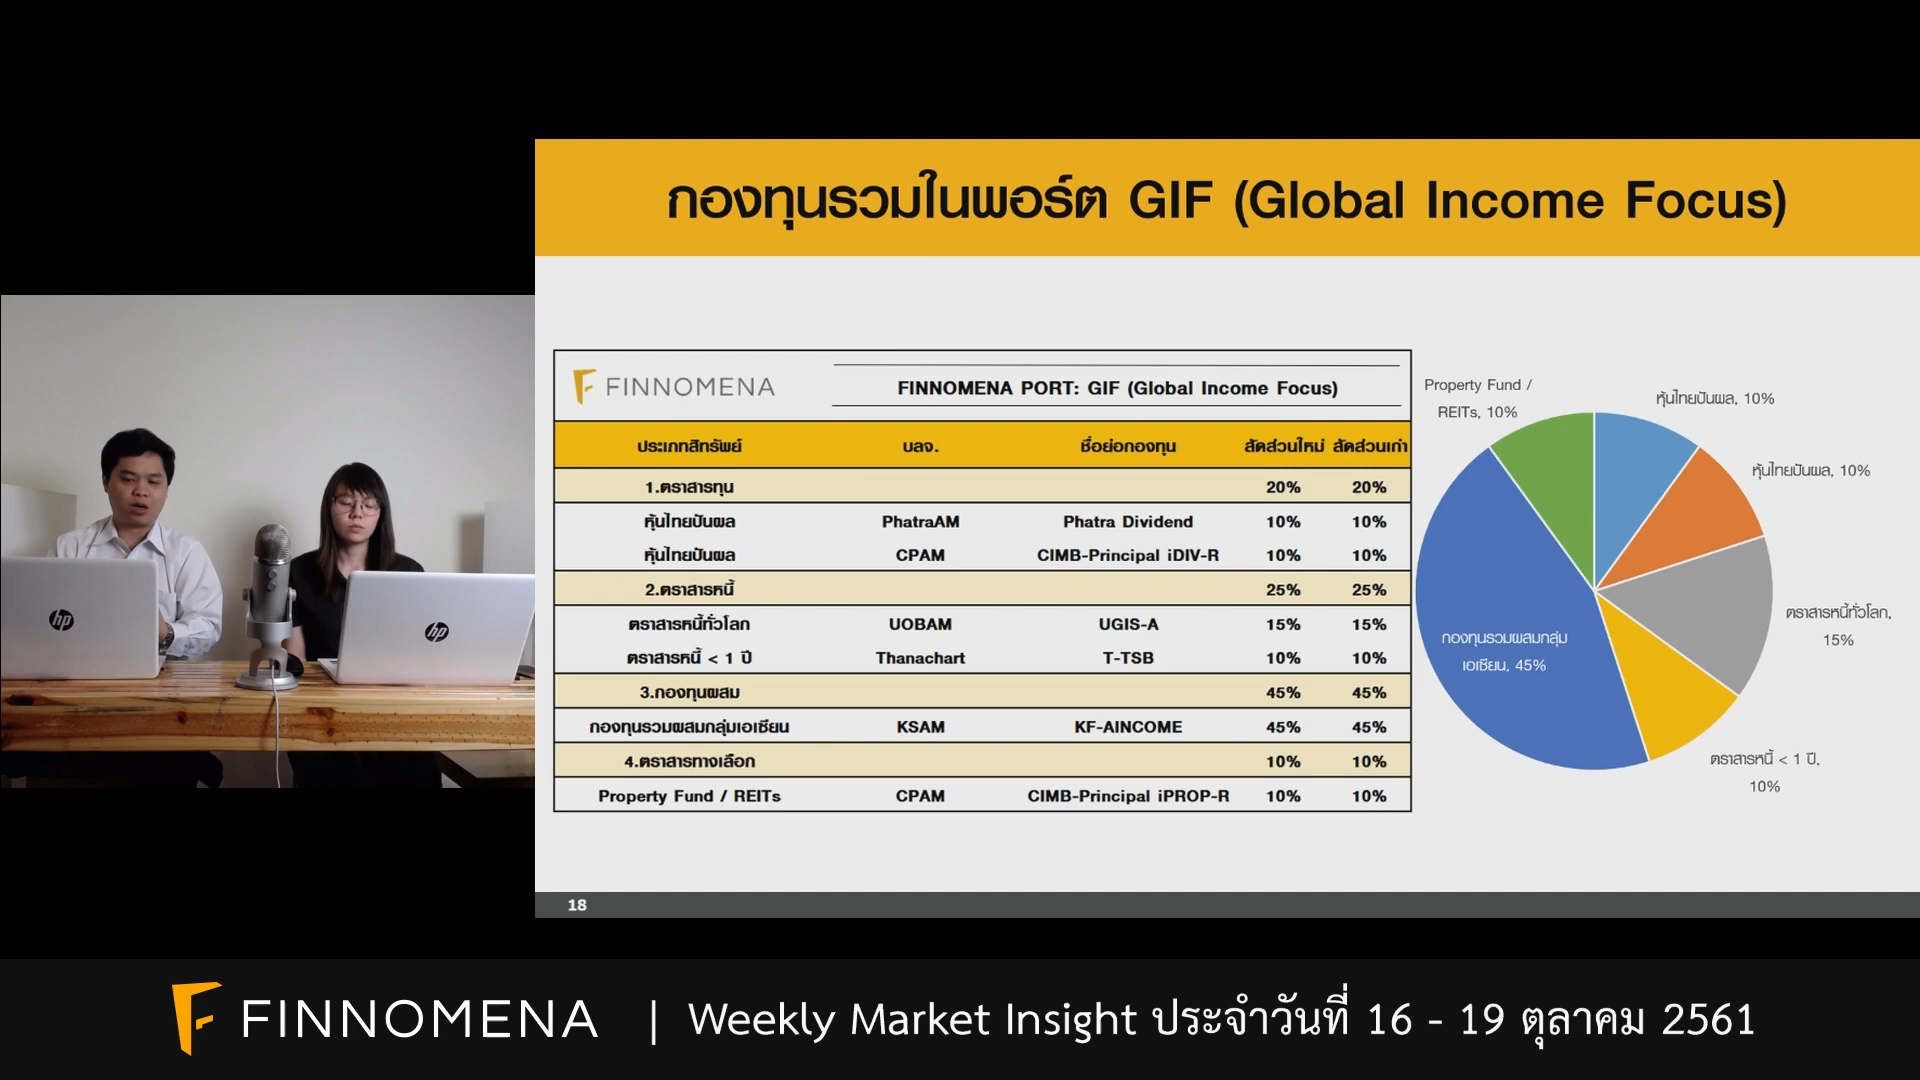 กองทุนรวมในพอร์ต GIF (Global Income Focus)
FINNOMENA
FINNOMENA PORT: GIF (Global Income Focus)
ประเภทสิทรัพย์ บลจ. ชื่อย่อกองทุน สัดส่วนใหม่ สัดส่วนเก่า
1.ตราสารทุน 20% 20%
หุ้นไทยปันผล PhatraAM Phatra Dividend 10% 10%
หุ้นไทยปันผล CPAM CIMB-Principal iDIV-R 10% 10%
2.ตราสารหนี้ 25% 25%
ตราสารหนี้ทั่วโลก UOBAM UGIS-A 15% 15%
ตราสารหนี้ < 1 ปี Thanachart T-TSB 10% 10%
3.กองทุนผสม 45% 45%
กองทุนรวมผสมกลุ่มเอเชียน KSAM KF-AINCOME 45% 45%
4.ตราสารทางเลือก 10% 10%
Property Fund / REITs CPAM CIMB-Principal iPROP-R 10% 10%
Property Fund /
REITs, 10%
หุ้นไทยปันผล, 10%
หุ้นไทยปันผล, 10%
ตราสารหนี้ทั่วโลก,
15%
กองทุนรวมผสมกลุ่ม
เอเชียน, 45%
ตราสารหนี้ < 1 ปี,
10%
hp
hp
18
FINNOMENA | Weekly Market Insight ประจำวันที่ 16 - 19 ตุลาคม 2561